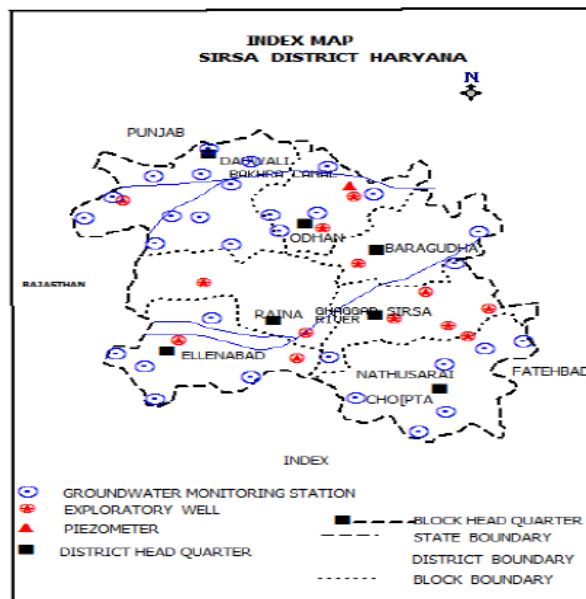 INDEX MAP
SIRSA DISTRICT HARYANA
N
PUNJAB
DABWALI
BAKHRA CANAL
ODHAN
BARAGUDHA
RAJASTHAN
RAINA
GHAGGAR
RIVER
SIRSA
ELLENABAD
NATHUSARAI
CHO[PTA
FATEHBAD
INDEX
GROUNDWATER MONITORING STATION
EXPLORATORY WELL
PIEZOMETER
DISTRICT HEAD QUARTER
BLOCK HEAD QUARTER
STATE BOUNDARY
DISTRICT BOUNDARY
BLOCK BOUNDARY